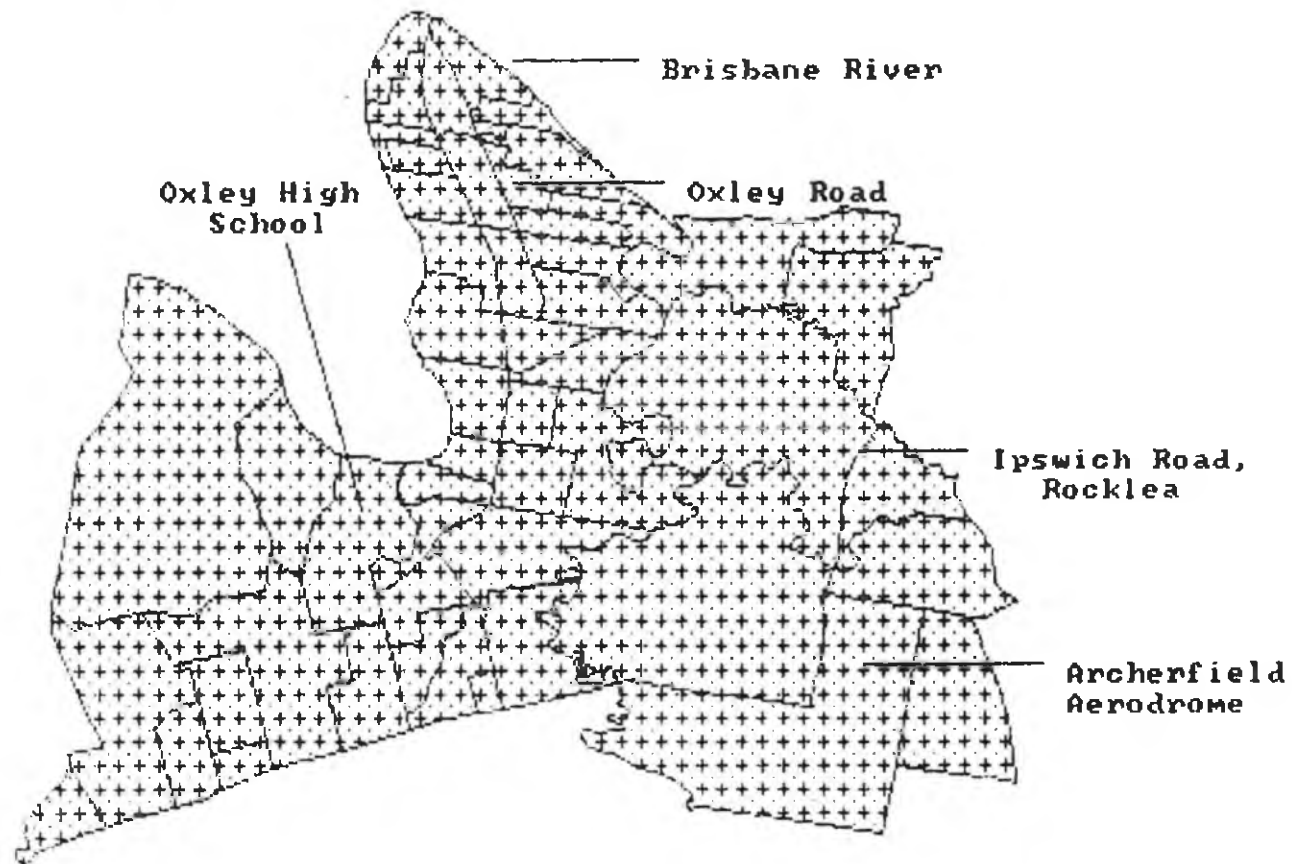 Brisbane River
Oxley High
School
Oxley Road
Ipswich Road,
Rocklea
Archerfield
Aerodrome